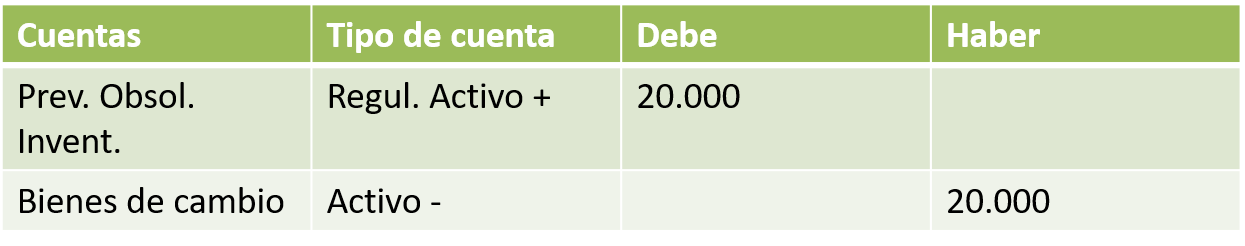 Cuentas Tipo de cuenta Debe Haber
Prev. Obsol. Regul. Activo + 20.000
Invent.
Bienes de cambio Activo - 20.000